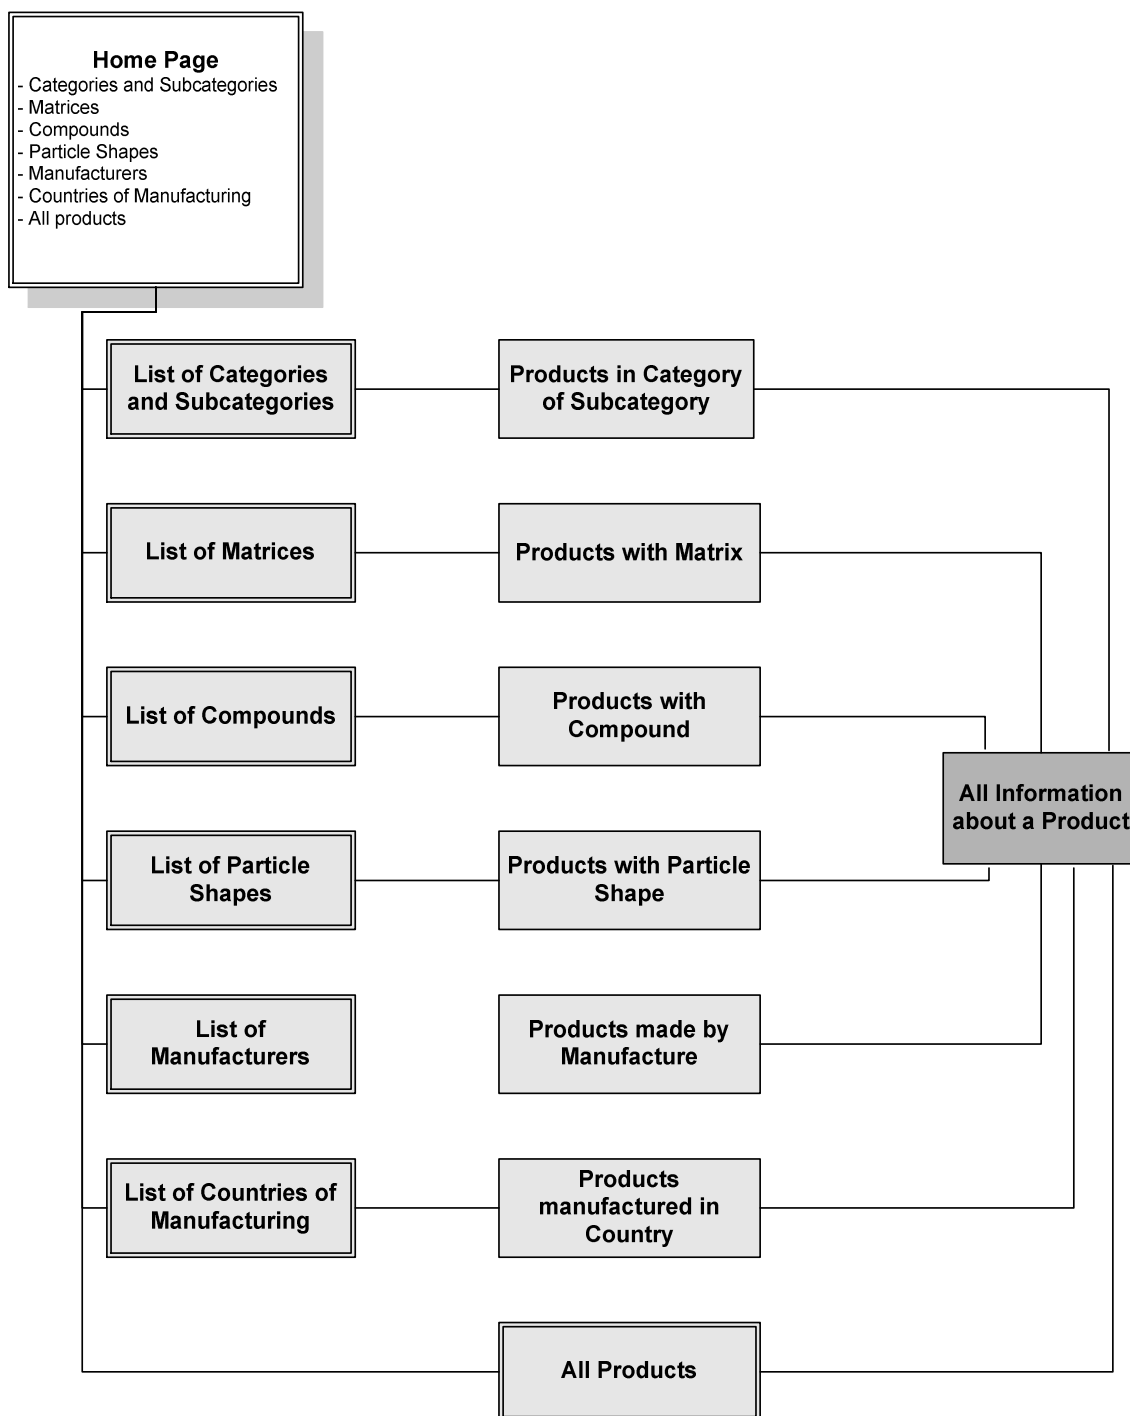 Home Page
- Categories and Subcategories
- Matrices
- Compounds
- Particle Shapes
- Manufacturers
- Countries of Manufacturing
- All products
List of Categories
and Subcategories
Products in Category
of Subcategory
List of Matrices
Products with Matrix
List of Compounds
Products with
Compound
All Information
about a Product
List of Particle
Shapes
Products with Particle
Shape
List of
Manufacturers
Products made by
Manufacture
List of Countries of
Manufacturing
Products
manufactured in
Country
All Products